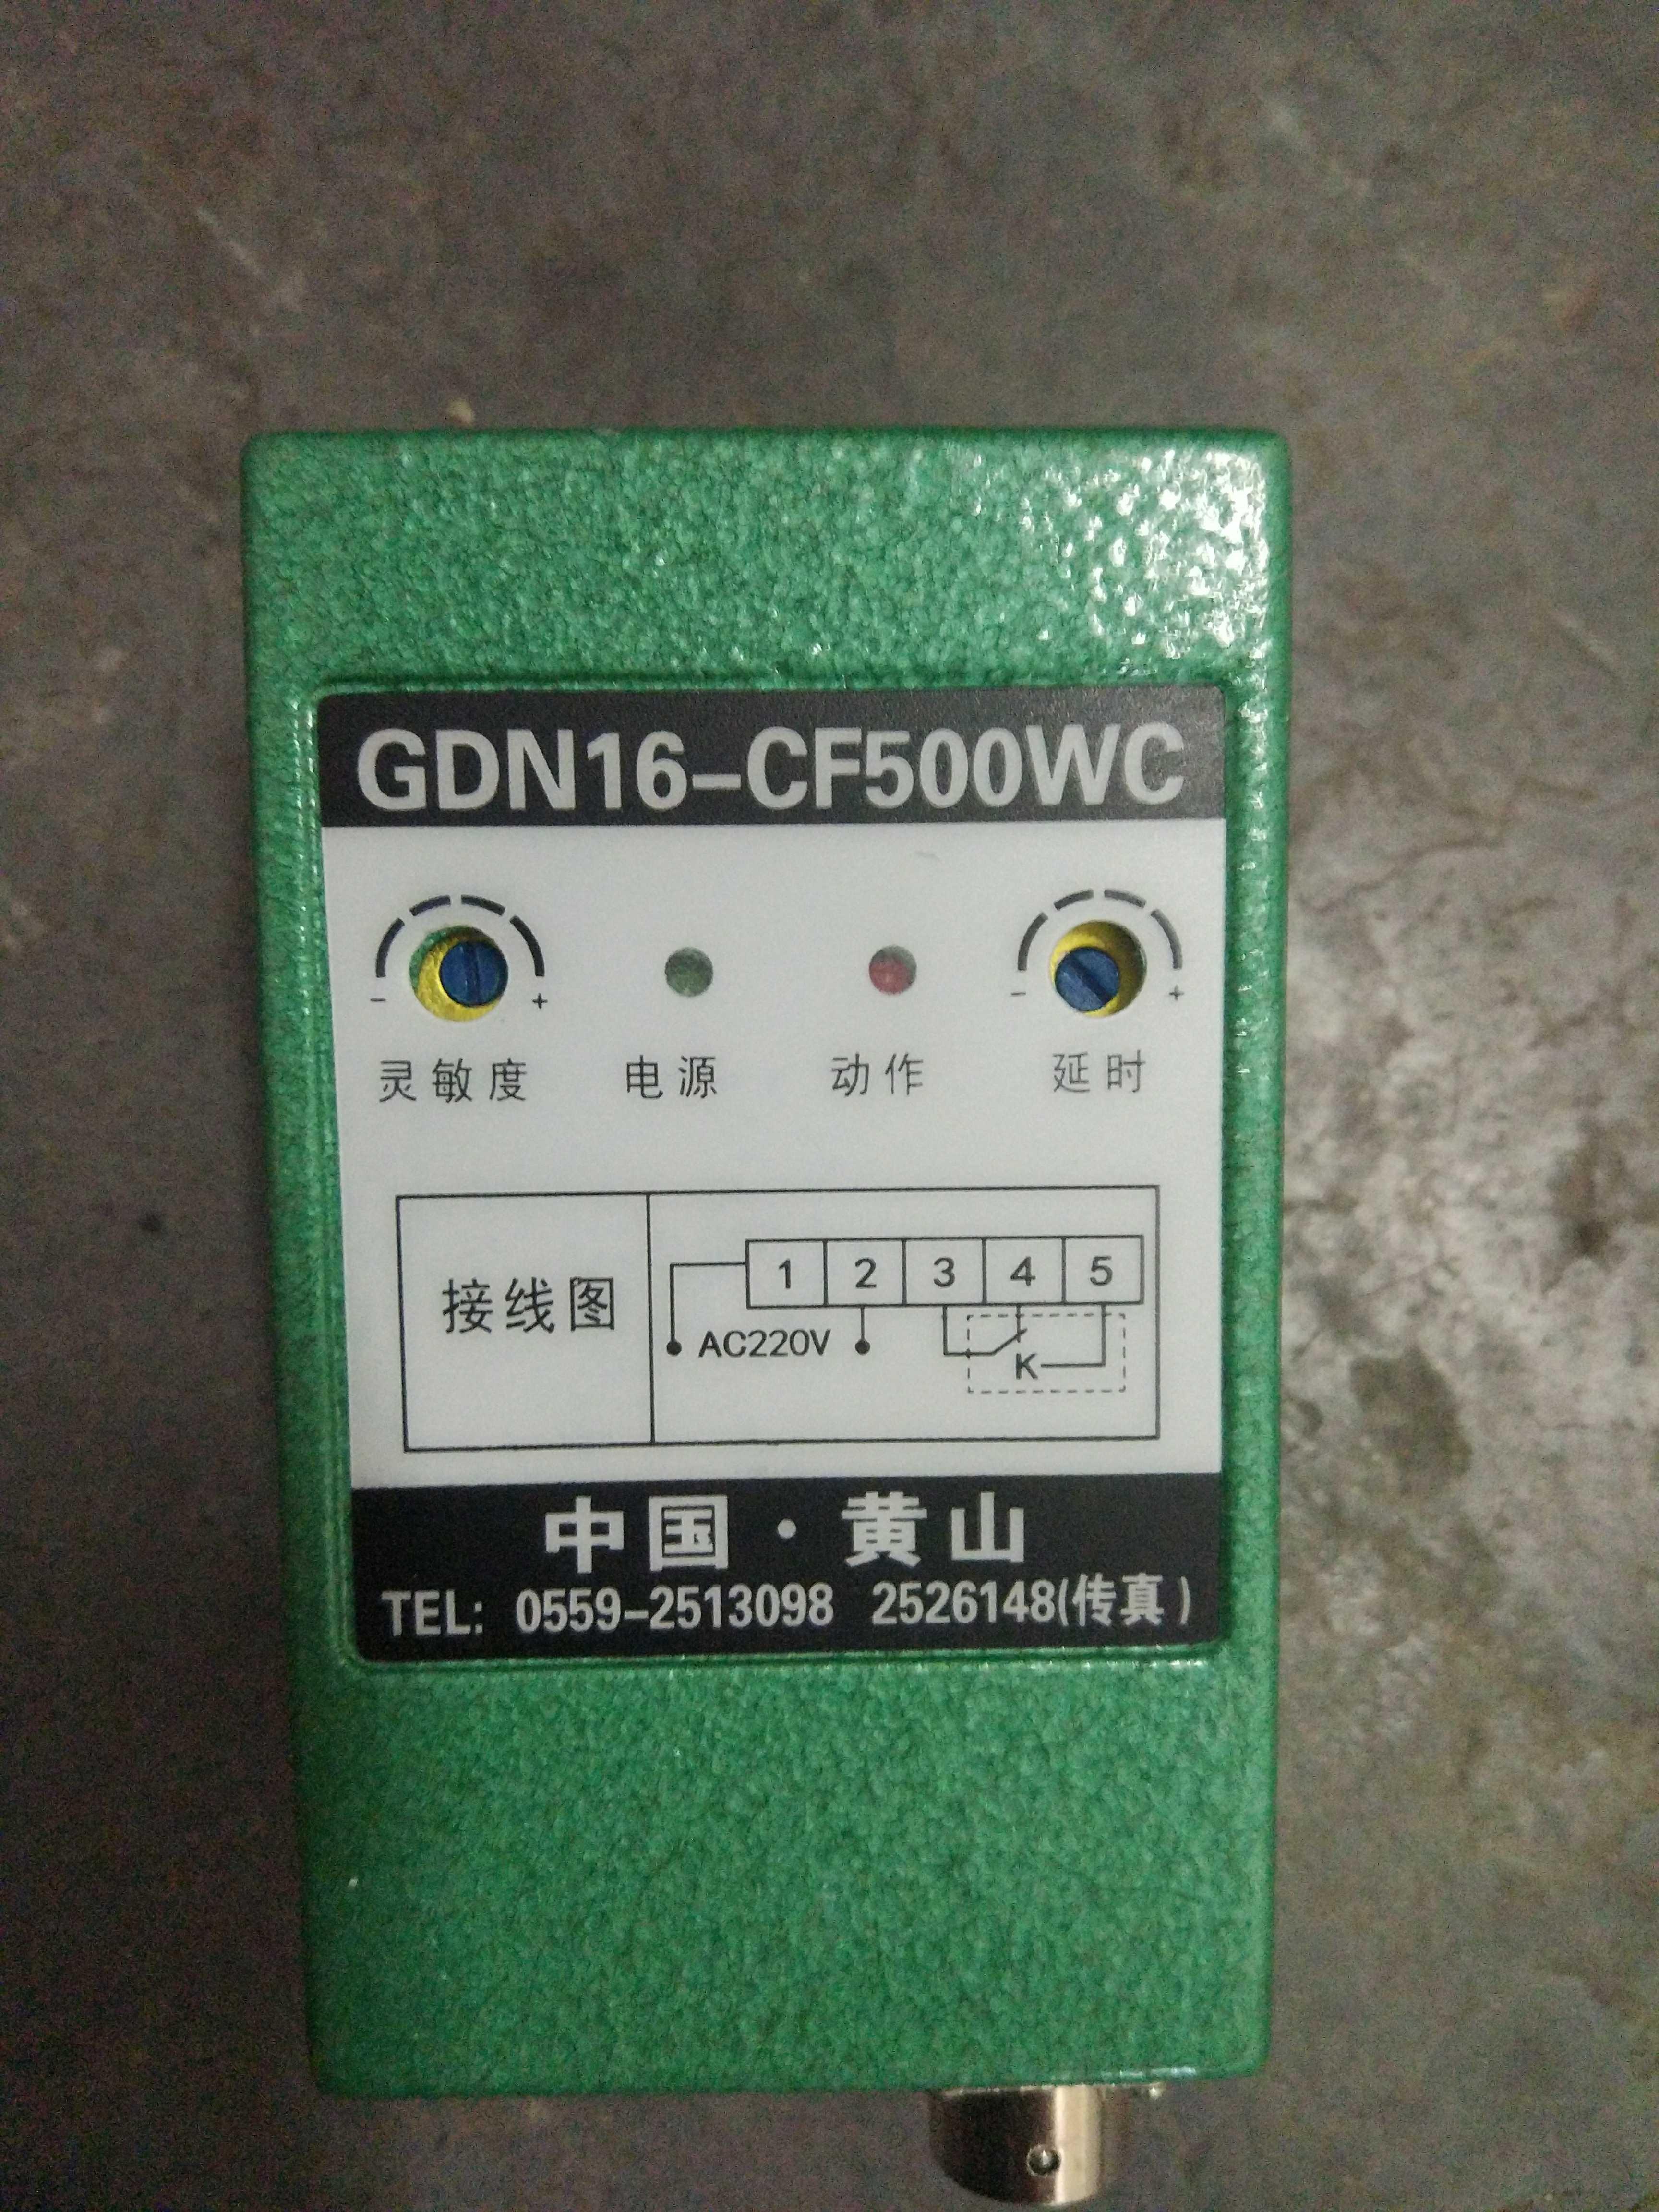 GDN16-CF500WC
- + - +
灵敏度 电源 动作 延时
接线图
1 2 3 4 5
AC220V
K
中国·黄山
TEL: 0559-2513098 2526148(传真)